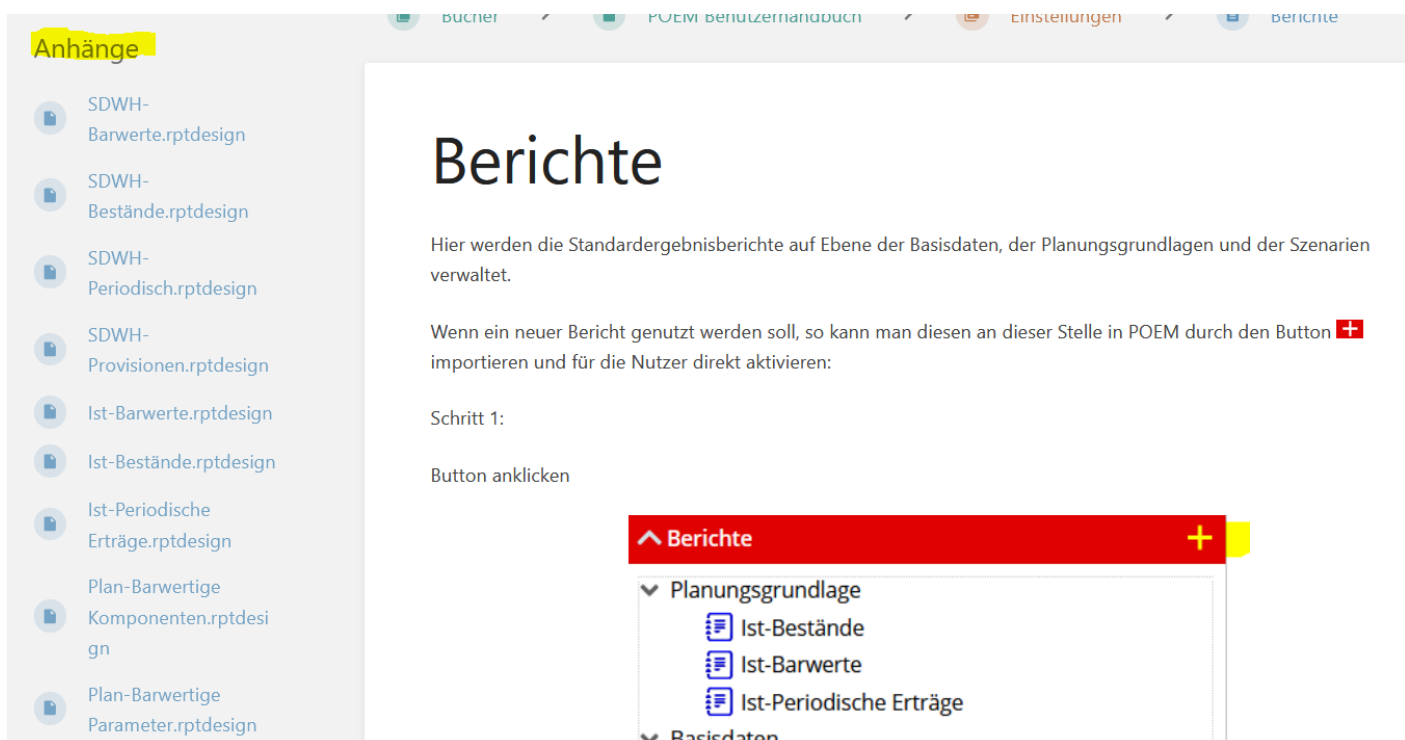 Bücher > POEM Benutzerhandbuch > Einstellungen > Berichte
Anhänge
SDWH-
Barwerte.rptdesign
SDWH-
Bestände.rptdesign
SDWH-
Periodisch.rptdesign
SDWH-
Provisionen.rptdesign
Ist-Barwerte.rptdesign
Ist-Bestände.rptdesign
Ist-Periodische
Erträge.rptdesign
Plan-Barwertige
Komponenten.rptdesi
gn
Plan-Barwertige
Parameter.rptdesign
Berichte
Hier werden die Standardergebnisberichte auf Ebene der Basisdaten, der Planungsgrundlagen und der Szenarien
verwaltet.
Wenn ein neuer Bericht genutzt werden soll, so kann man diesen an dieser Stelle in POEM durch den Button
importieren und für die Nutzer direkt aktivieren:
Schritt 1:
Button anklicken
Berichte
Planungsgrundlage
Ist-Bestände
Ist-Barwerte
Ist-Periodische Erträge
Basisdaten